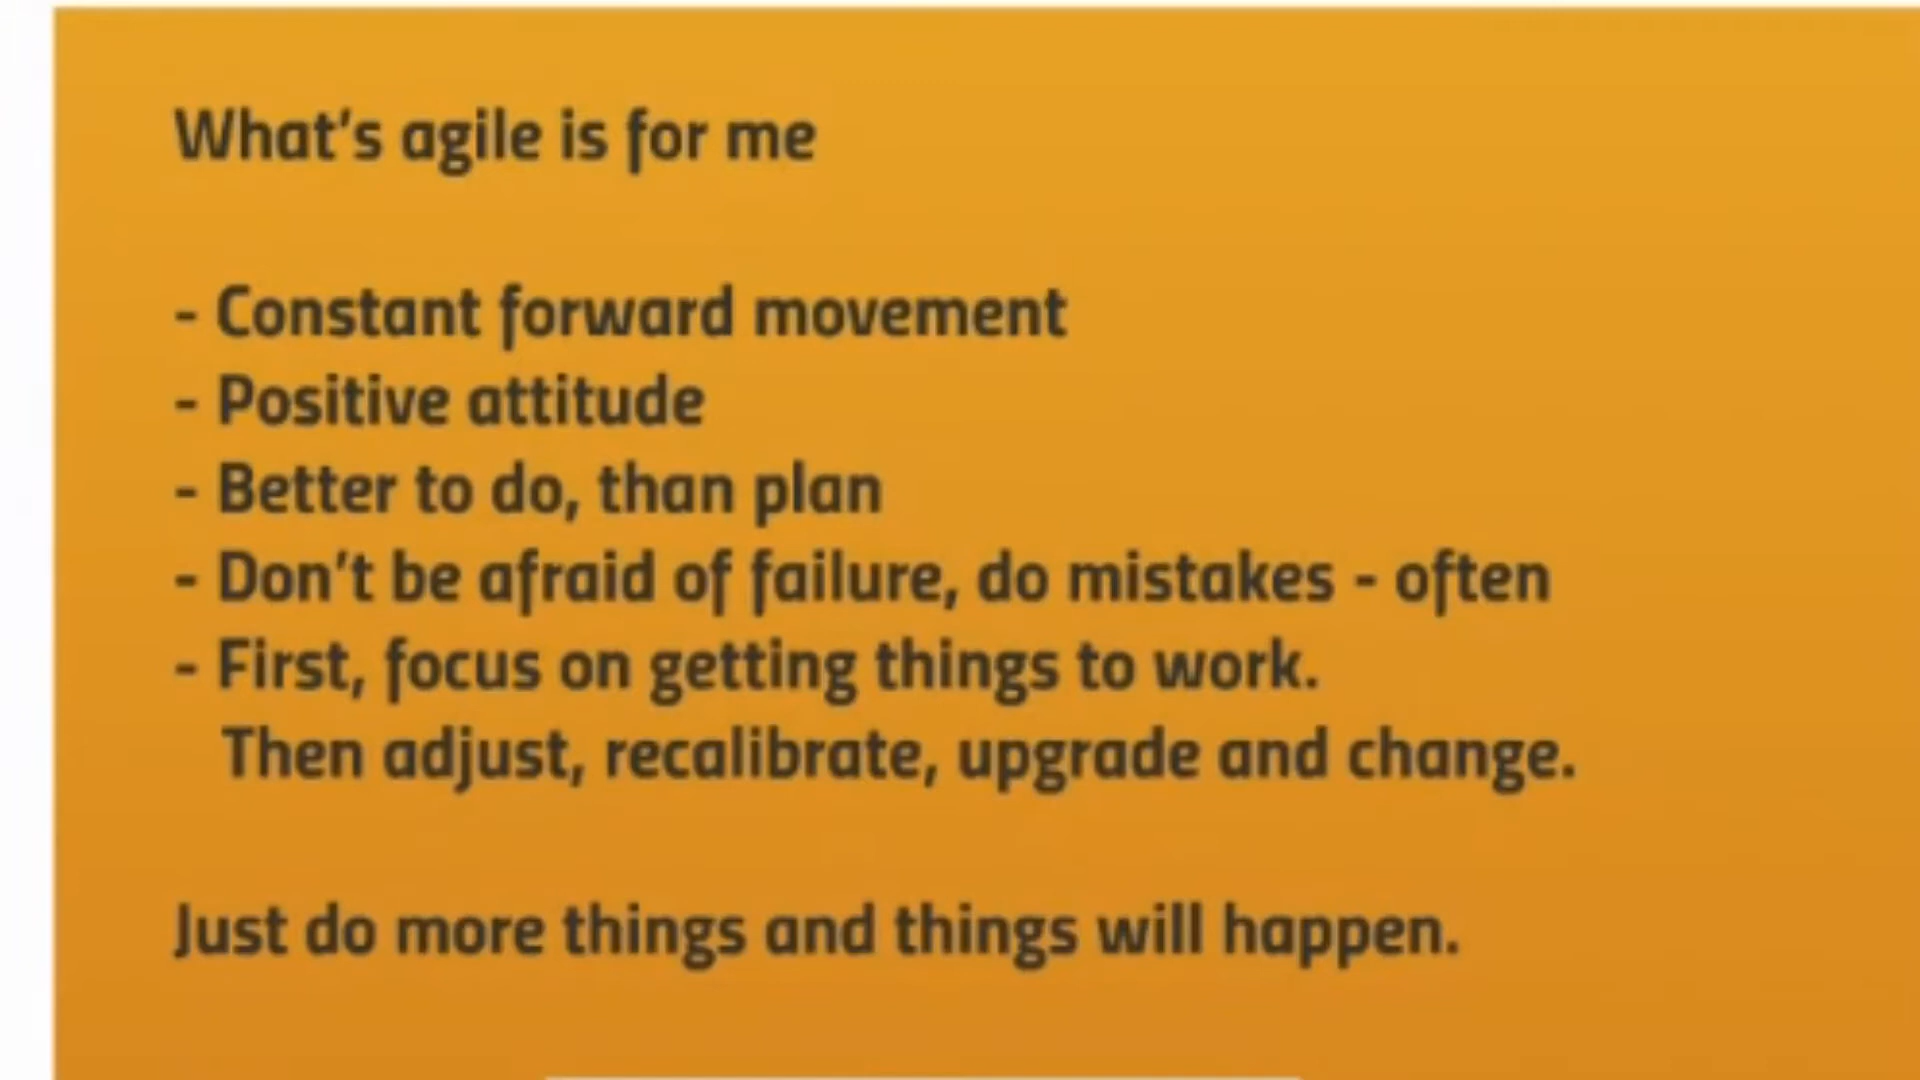 What's agile is for me
- Constant forward movement
- Positive attitude
- Better to do, than plan
- Don't be afraid of failure, do mistakes - often
- First, focus on getting things to work.
Then adjust, recalibrate, upgrade and change.
Just do more things and things will happen.